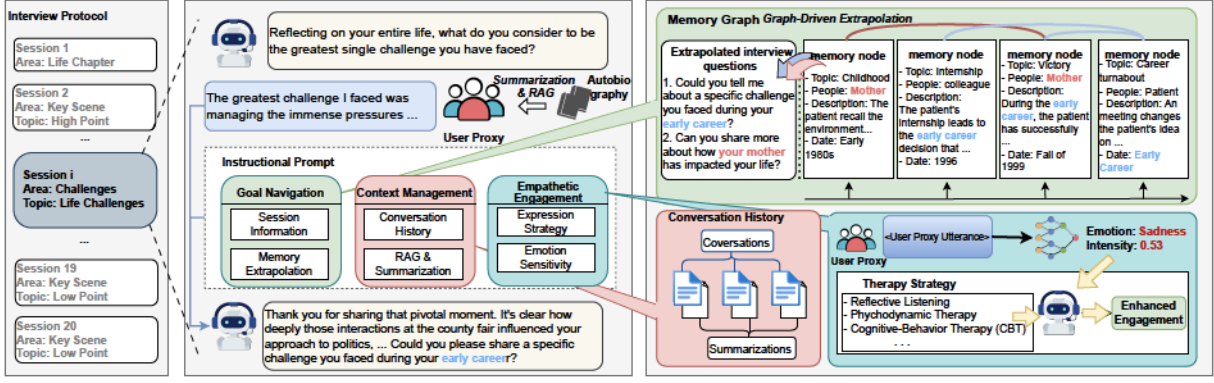 Interview Protocol
Session 1
Area: Life Chapter
Session 2
Area: Key Scene
Topic: High Point
...
Session i
Area: Challenges
Topic: Life Challenges
...
Session 19
Area: Key Scene
Topic: Low Point
Session 20
Area: Key Scene
Topic: Low Point
Reflecting on your entire life, what do you consider to be
the greatest single challenge you have faced?
The greatest challenge I faced was
managing the immense pressures ...
User Proxy
Summarization
& RAG
Autobio
graphy
Instructional Prompt
Goal Navigation
Session
Information
Memory
Extrapolation
Context Management
Conversation
History
RAG &
Summarization
Empathetic
Engagement
Expression
Strategy
Emotion
Sensitivity
Thank you for sharing that pivotal moment. It's clear how
deeply those interactions at the county fair influenced your
approach to politics, ... Could you please share a specific
challenge you faced during your early careerr?
Memory Graph Graph-Driven Extrapolation
Extrapolated interview
questions
1. Could you tell me
about a specific challenge
you faced during your
early career?
2. Can you share more
about how your mother
has impacted your life?
memory node
- Topic: Childhood
- People: Mother
- Description: The
patient recall the
environment...
- Date: Early
1980s
memory node
- Topic: Internship
- People: colleague
- Description:
The patient's
Internship leads to
the early career
decision that ...
- Date: 1996
memory node
- Topic: Victory
- People: Mother
- Description:
During the early
career, the patient
has successfully
...
- Date: Fall of
1999
memory node
- Topic: Career
turnabout
- People: Patient
- Description: An
meeting changes
the patient's idea
on ...
- Date: Early
Career
Conversation History
Coversations
Summarizations
User Proxy
<User Proxy Utterance>
Emotion: Sadness
Intensity: 0.53
Therapy Strategy
- Reflective Listening
- Phychodynamic Therapy
- Cognitive-Behavior Therapy (CBT)
...
Enhanced
Engagement